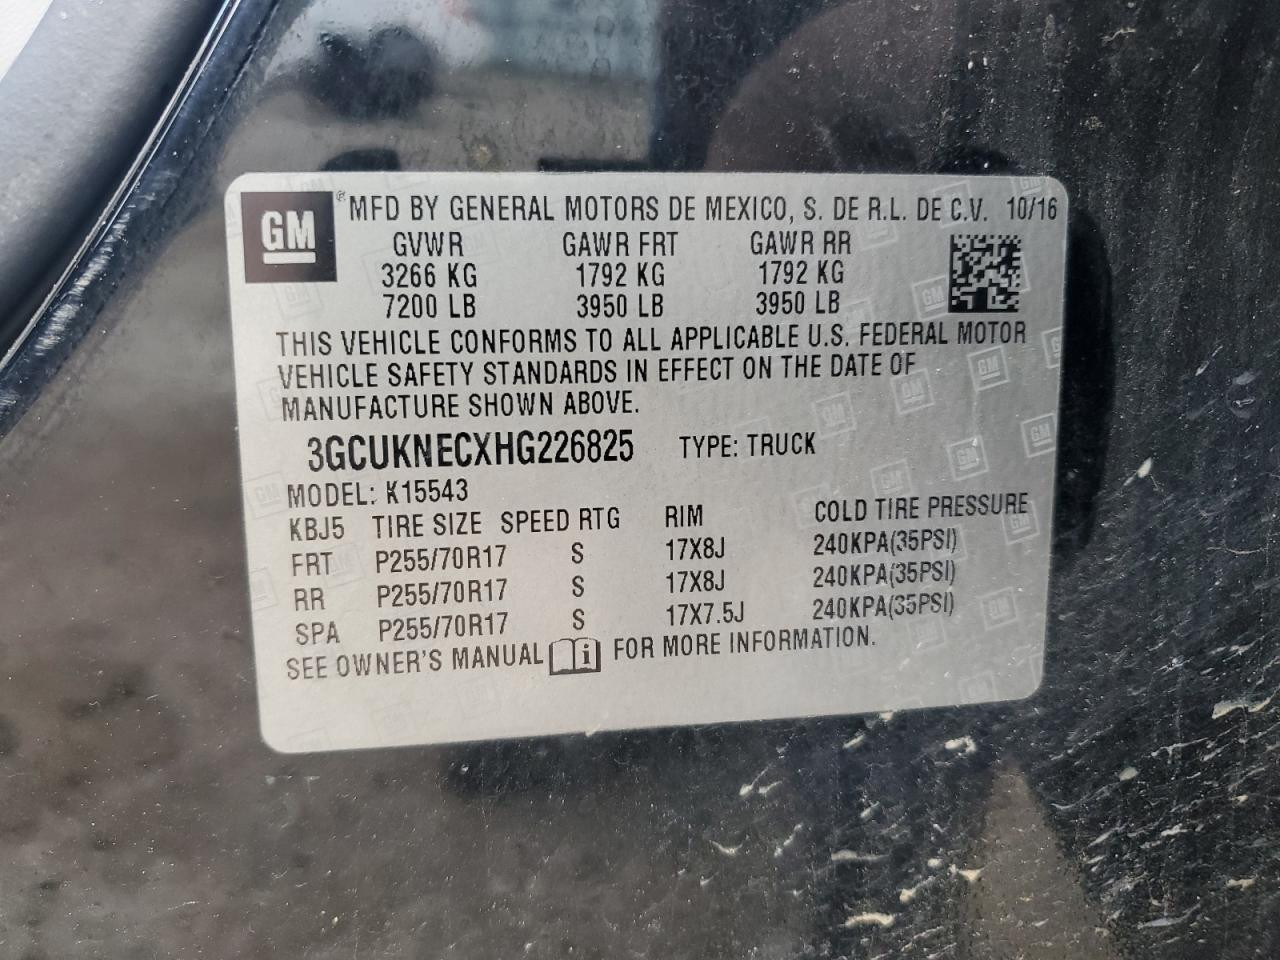 GM ® MFD BY GENERAL MOTORS DE MEXICO, S. DE R.L. DE C.V. 10/16
GVWR GAWR FRT GAWR RR
3266 KG 1792 KG 1792 KG
7200 LB 3950 LB 3950 LB
THIS VEHICLE CONFORMS TO ALL APPLICABLE U.S. FEDERAL MOTOR
VEHICLE SAFETY STANDARDS IN EFFECT ON THE DATE OF
MANUFACTURE SHOWN ABOVE.
3GCUKNECXHG226825 TYPE: TRUCK
MODEL: K15543
KBJ5 TIRE SIZE SPEED RTG RIM COLD TIRE PRESSURE
FRT P255/70R17 S 17X8J 240KPA(35PSI)
RR P255/70R17 S 17X8J 240KPA(35PSI)
SPA P255/70R17 S 17X7.5J 240KPA(35PSI)
SEE OWNER'S MANUAL i FOR MORE INFORMATION.